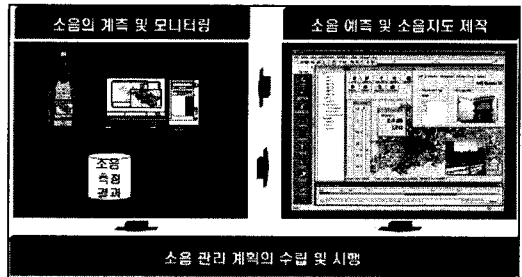 소음의 계측 및 모니터링
소음 예측 및 소음지도 제작
소음
측정
결과
소음 관리 계획의 수립 및 시행